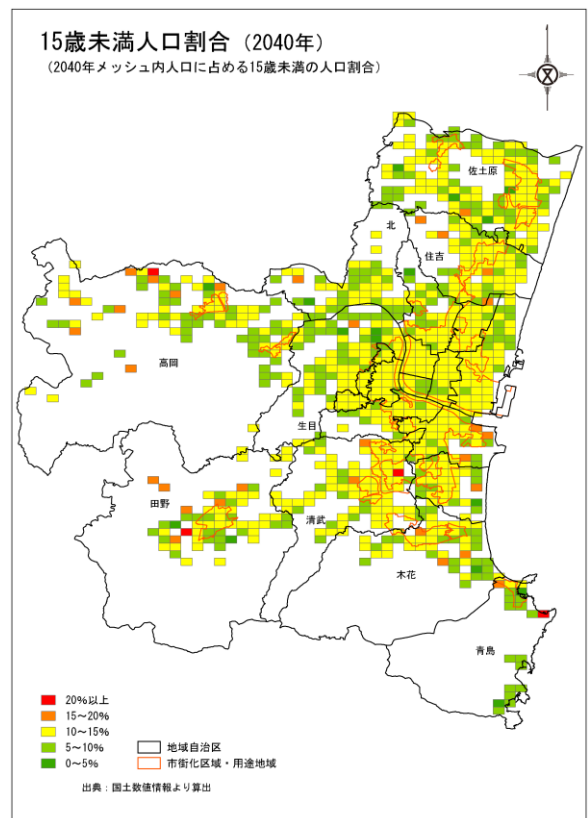 15歳未満人口割合（2040年）
（2040年メッシュ内人口に占める15歳未満の人口割合）
佐土原
北
住吉
高岡
生目
田野
清武
木花
青島
20%以上
15～20%
10～15%
5～10%
0～5%
地域自治区
市街化区域・用途地域
出典：国土数値情報より算出